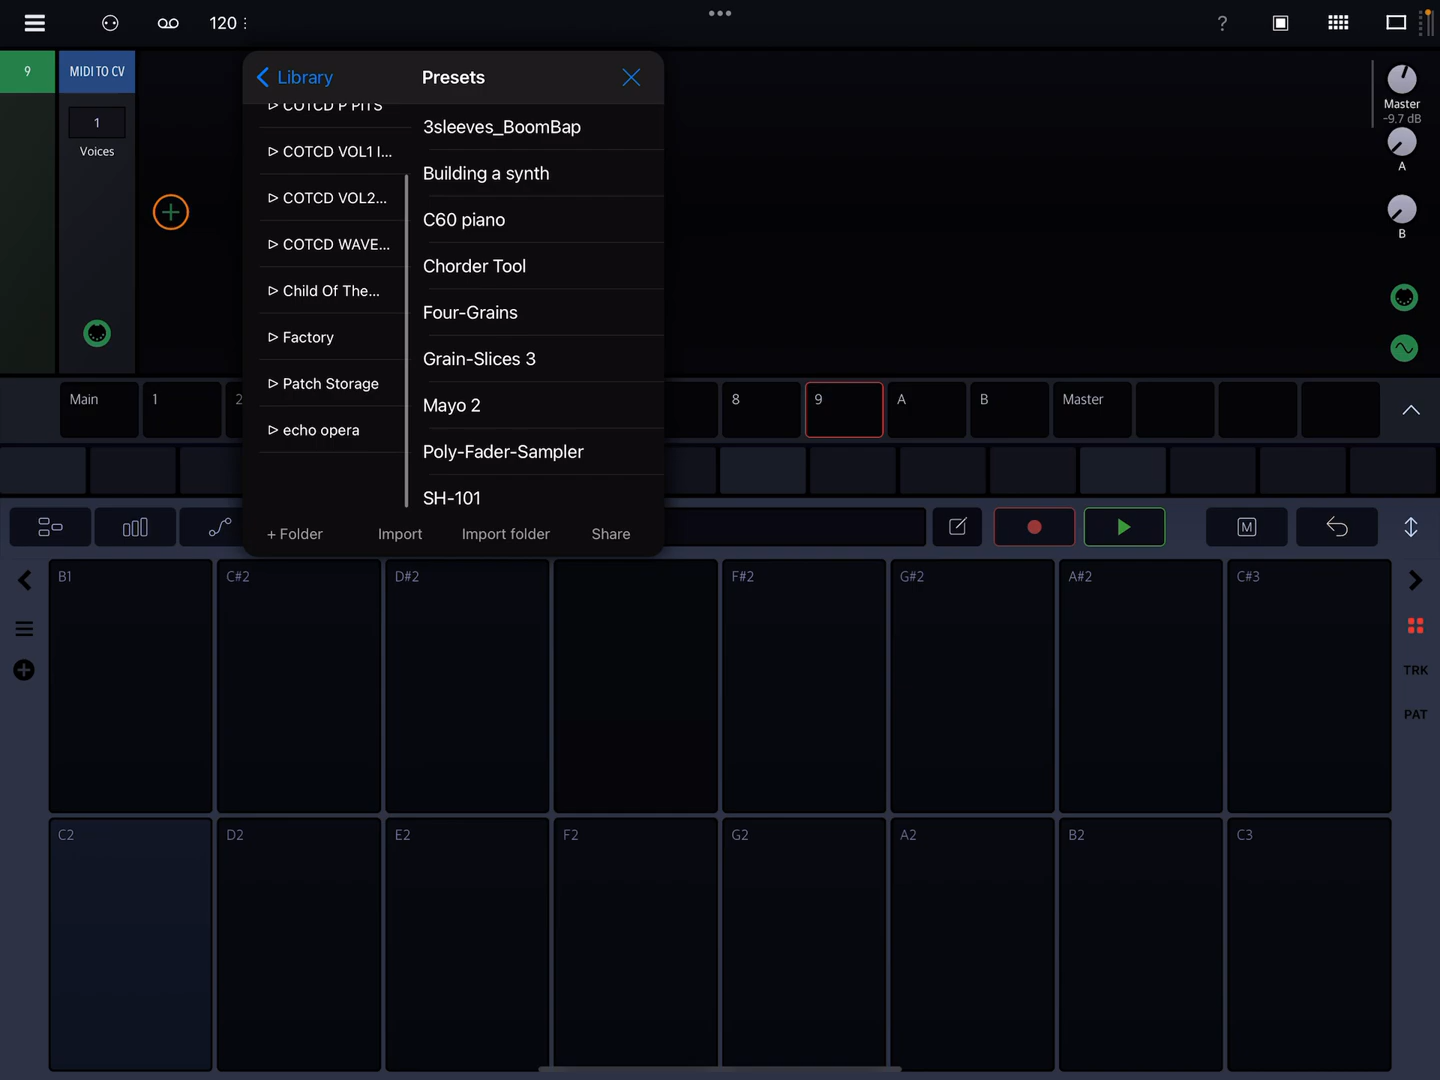 120
?
9
MIDI TO CV
1
Voices
Library
Presets
COTCD P PITS
COTCD VOL1 I...
COTCD VOL2...
COTCD WAVE...
Child Of The...
Factory
Patch Storage
echo opera
3sleeves_BoomBap
Building a synth
C60 piano
Chorder Tool
Four-Grains
Grain-Slices 3
Mayo 2
Poly-Fader-Sampler
SH-101
+ Folder
Import
Import folder
Share
Master
-9.7 dB
A
B
Main
1
2
8
9
A
B
Master
M
B1
C#2
D#2
F#2
G#2
A#2
C#3
TRK
PAT
C2
D2
E2
F2
G2
A2
B2
C3